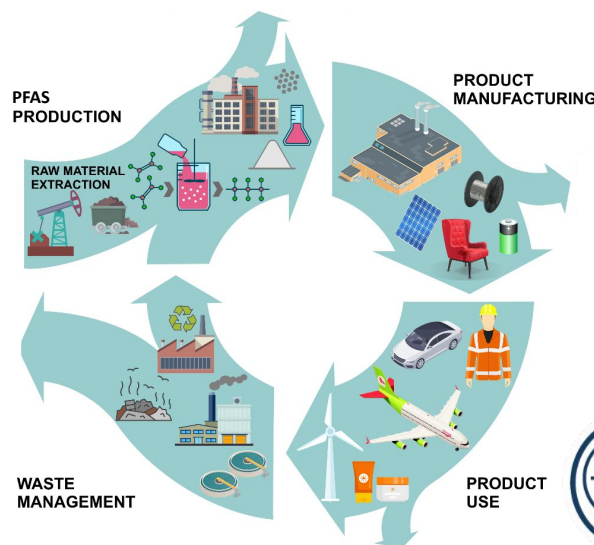 PFAS
PRODUCTION
RAW MATERIAL
EXTRACTION
PRODUCT
MANUFACTURING
PRODUCT
USE
WASTE
MANAGEMENT